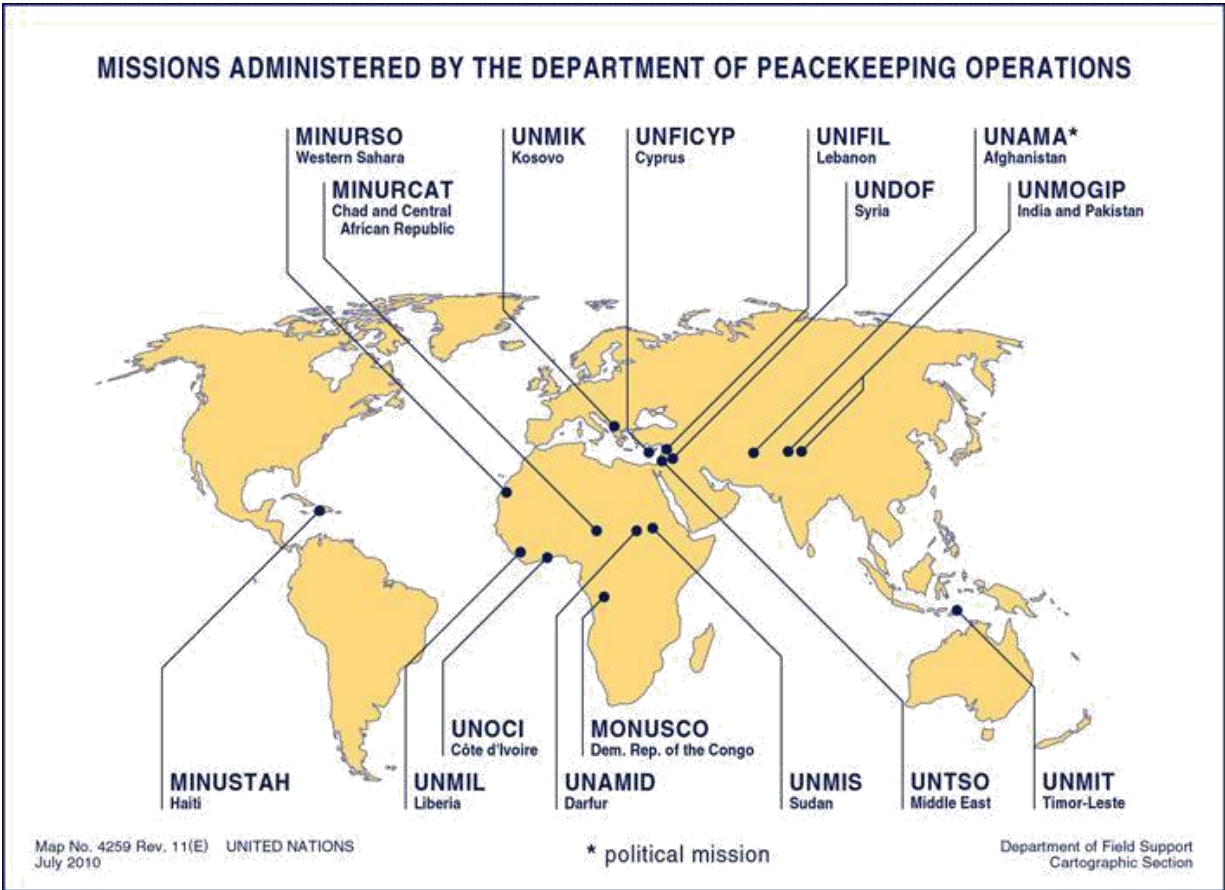 MISSIONS ADMINISTERED BY THE DEPARTMENT OF PEACEKEEPING OPERATIONS
MINURSO
Western Sahara
UNMIK
Kosovo
UNFICYP
Cyprus
UNIFIL
Lebanon
UNAMA*
Afghanistan
MINURCAT
Chad and Central
African Republic
UNDOF
Syria
UNMOGIP
India and Pakistan
UNOCI
Côte d'Ivoire
MONUSCO
Dem. Rep. of the Congo
MINUSTAH
Haiti
UNMIL
Liberia
UNAMID
Darfur
UNMIS
Sudan
UNTSO
Middle East
UNMIT
Timor-Leste
Map No. 4259 Rev. 11(E) UNITED NATIONS
July 2010
* political mission
Department of Field Support
Cartographic Section